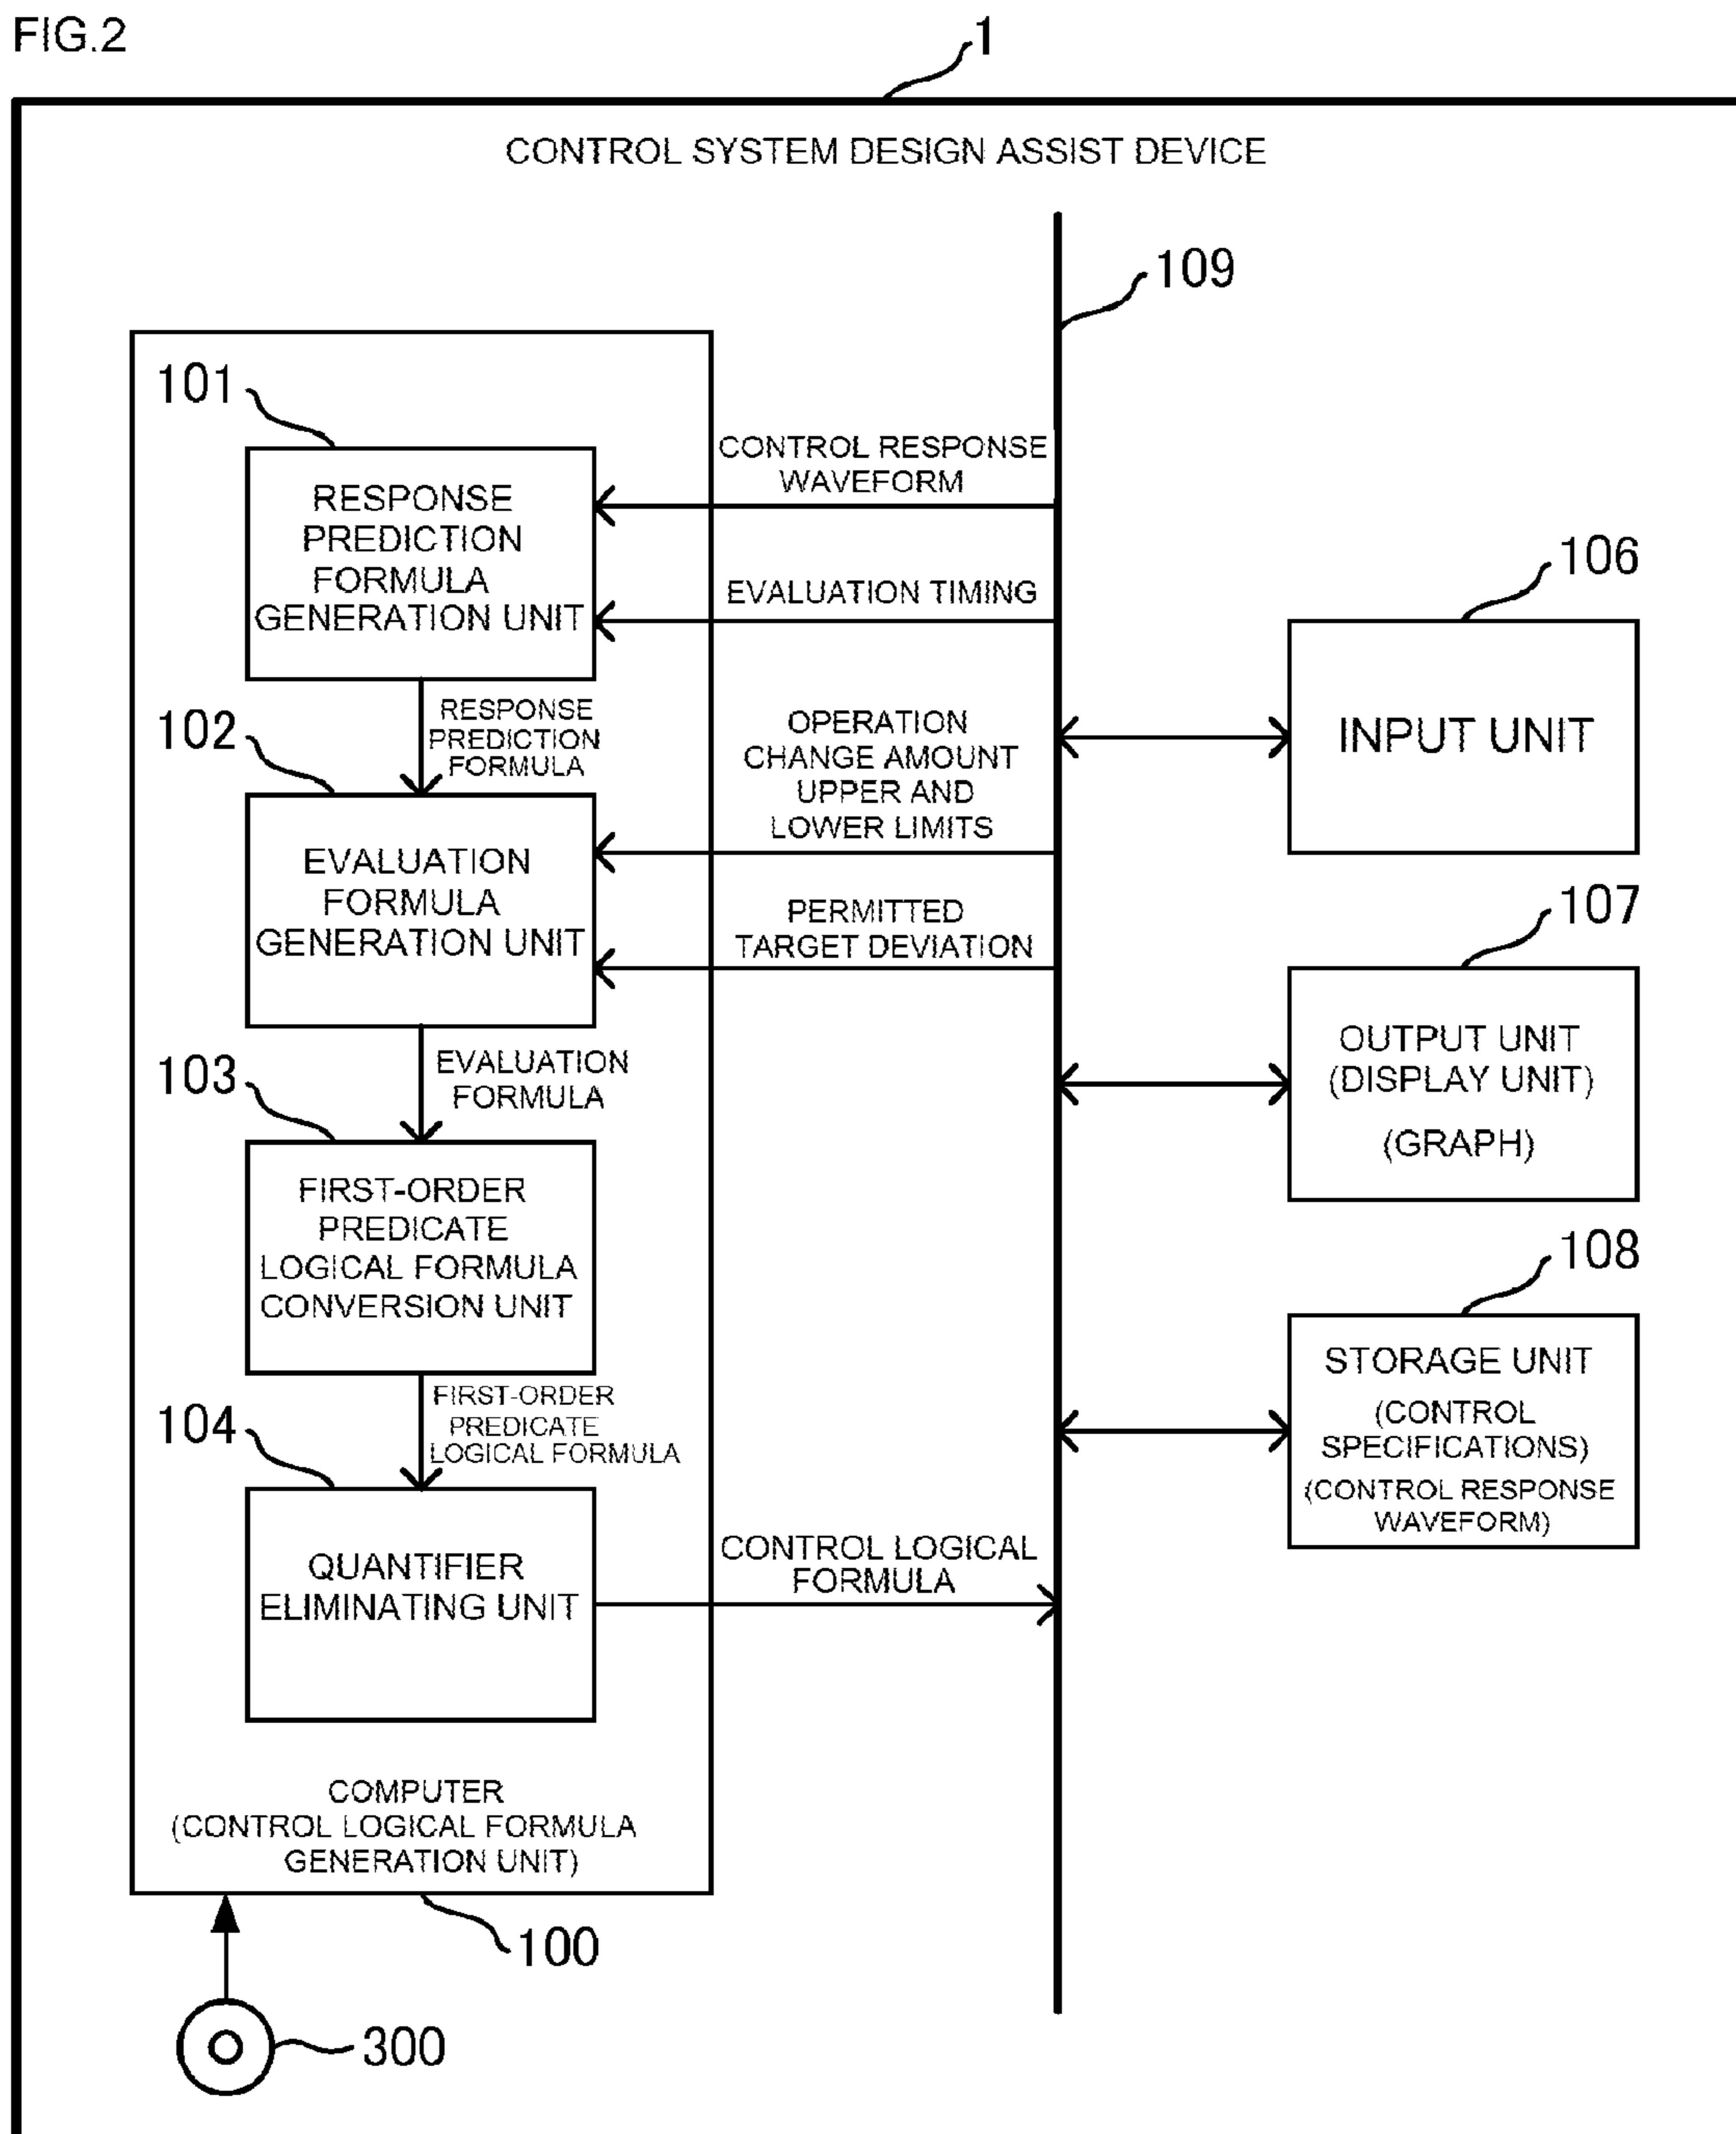 FIG.2
1
CONTROL SYSTEM DESIGN ASSIST DEVICE
109
101
RESPONSE
PREDICTION
FORMULA
GENERATION UNIT
CONTROL RESPONSE
WAVEFORM
EVALUATION TIMING
RESPONSE
PREDICTION
FORMULA
102
EVALUATION
FORMULA
GENERATION UNIT
OPERATION
CHANGE AMOUNT
UPPER AND
LOWER LIMITS
PERMITTED
TARGET DEVIATION
EVALUATION
FORMULA
103
FIRST-ORDER
PREDICATE
LOGICAL FORMULA
CONVERSION UNIT
FIRST-ORDER
PREDICATE
LOGICAL FORMULA
104
QUANTIFIER
ELIMINATING UNIT
CONTROL LOGICAL
FORMULA
COMPUTER
(CONTROL LOGICAL FORMULA
GENERATION UNIT)
100
300
106
INPUT UNIT
107
OUTPUT UNIT
(DISPLAY UNIT)
(GRAPH)
108
STORAGE UNIT
(CONTROL
SPECIFICATIONS)
(CONTROL RESPONSE
WAVEFORM)